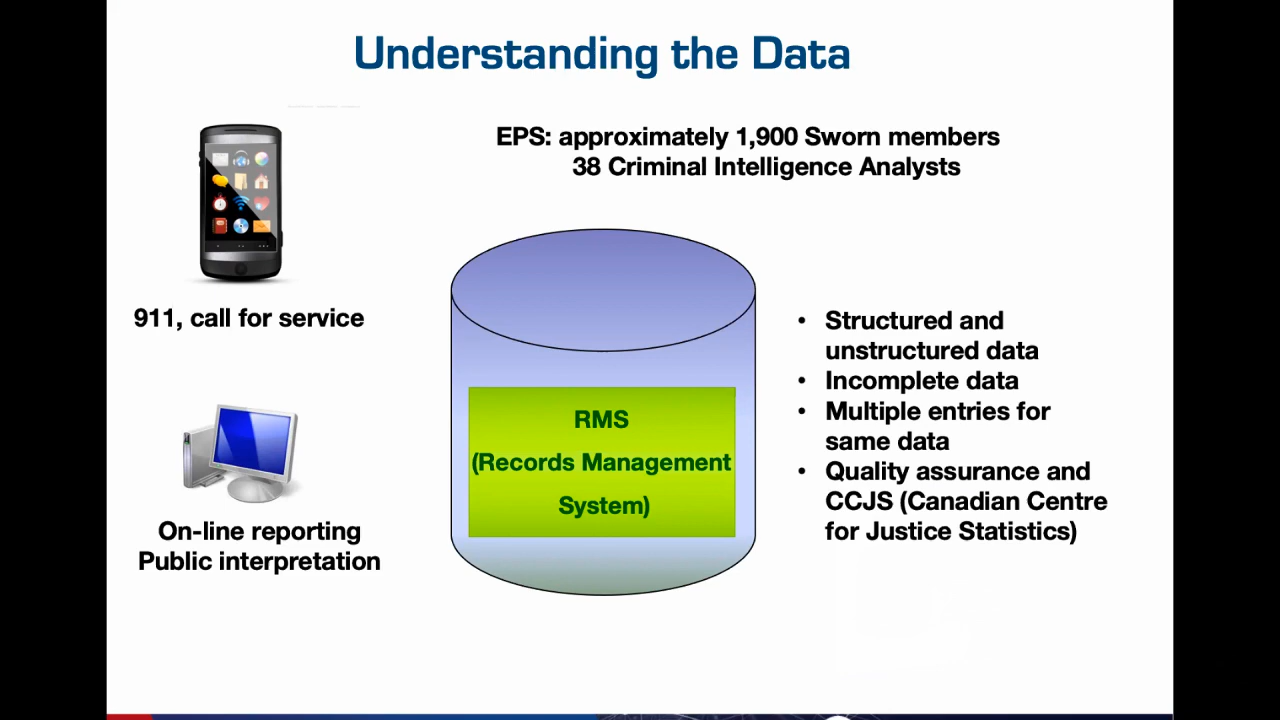 Understanding the Data
EPS: approximately 1,900 Sworn members
38 Criminal Intelligence Analysts
911, call for service
On-line reporting
Public interpretation
RMS
(Records Management
System)
• Structured and
unstructured data
• Incomplete data
• Multiple entries for
same data
• Quality assurance and
CCJS (Canadian Centre
for Justice Statistics)